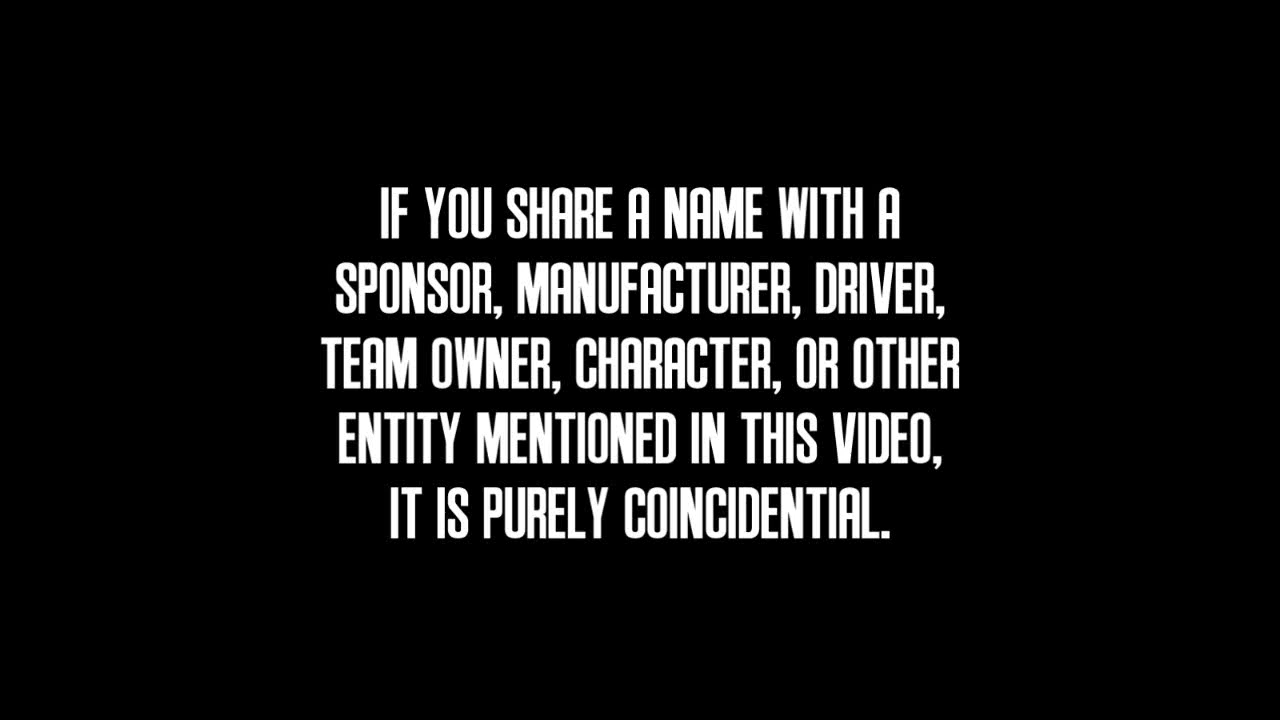 IF YOU SHARE A NAME WITH A
SPONSOR, MANUFACTURER, DRIVER,
TEAM OWNER, CHARACTER, OR OTHER
ENTITY MENTIONED IN THIS VIDEO,
IT IS PURELY COINCIDENTIAL.